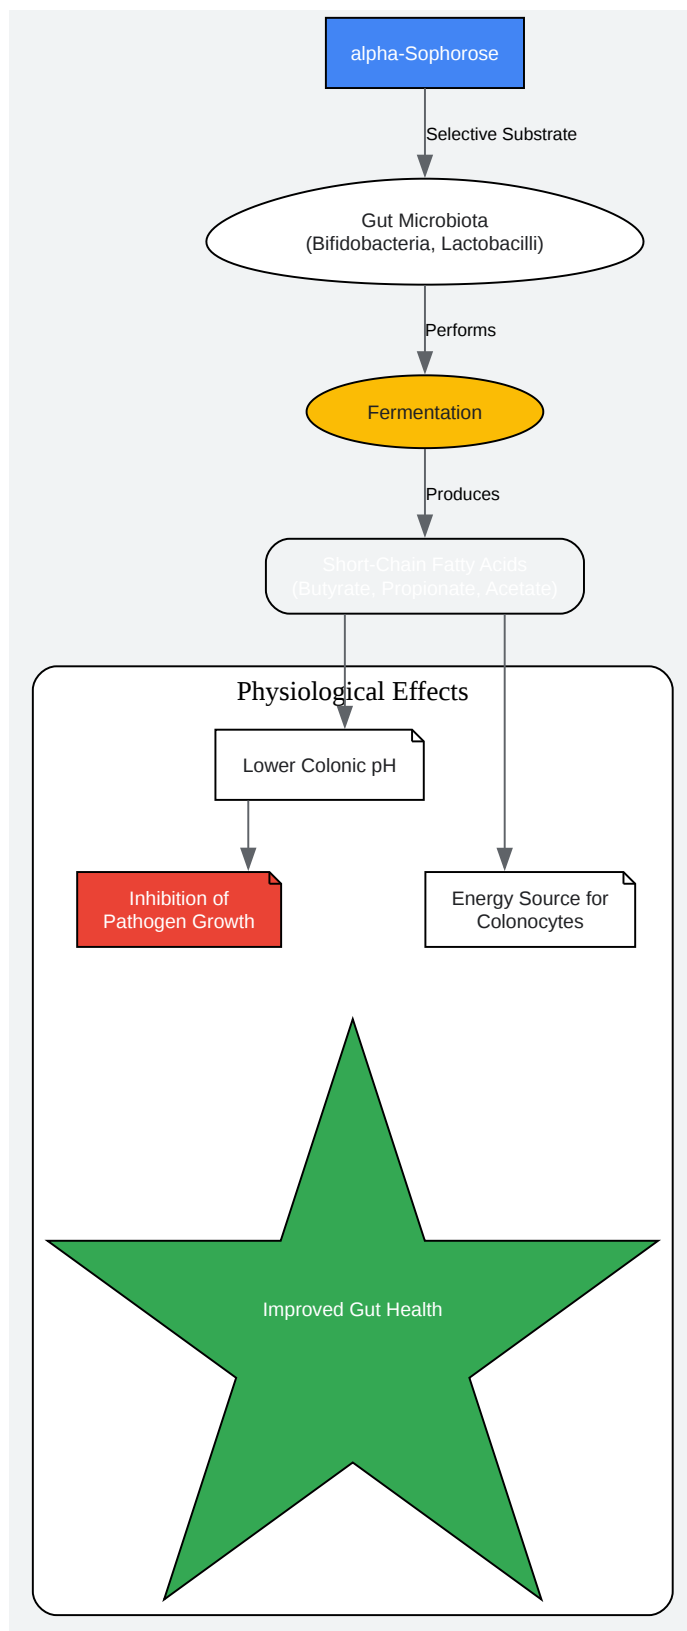 alpha-Sophorose
Selective Substrate
Gut Microbiota
(Bifidobacteria, Lactobacilli)
Performs
Fermentation
Produces
Short-Chain Fatty Acids
(Butyrate, Propionate, Acetate)
Physiological Effects
Lower Colonic pH
Inhibition of
Pathogen Growth
Energy Source for
Colonocytes
Improved Gut Health